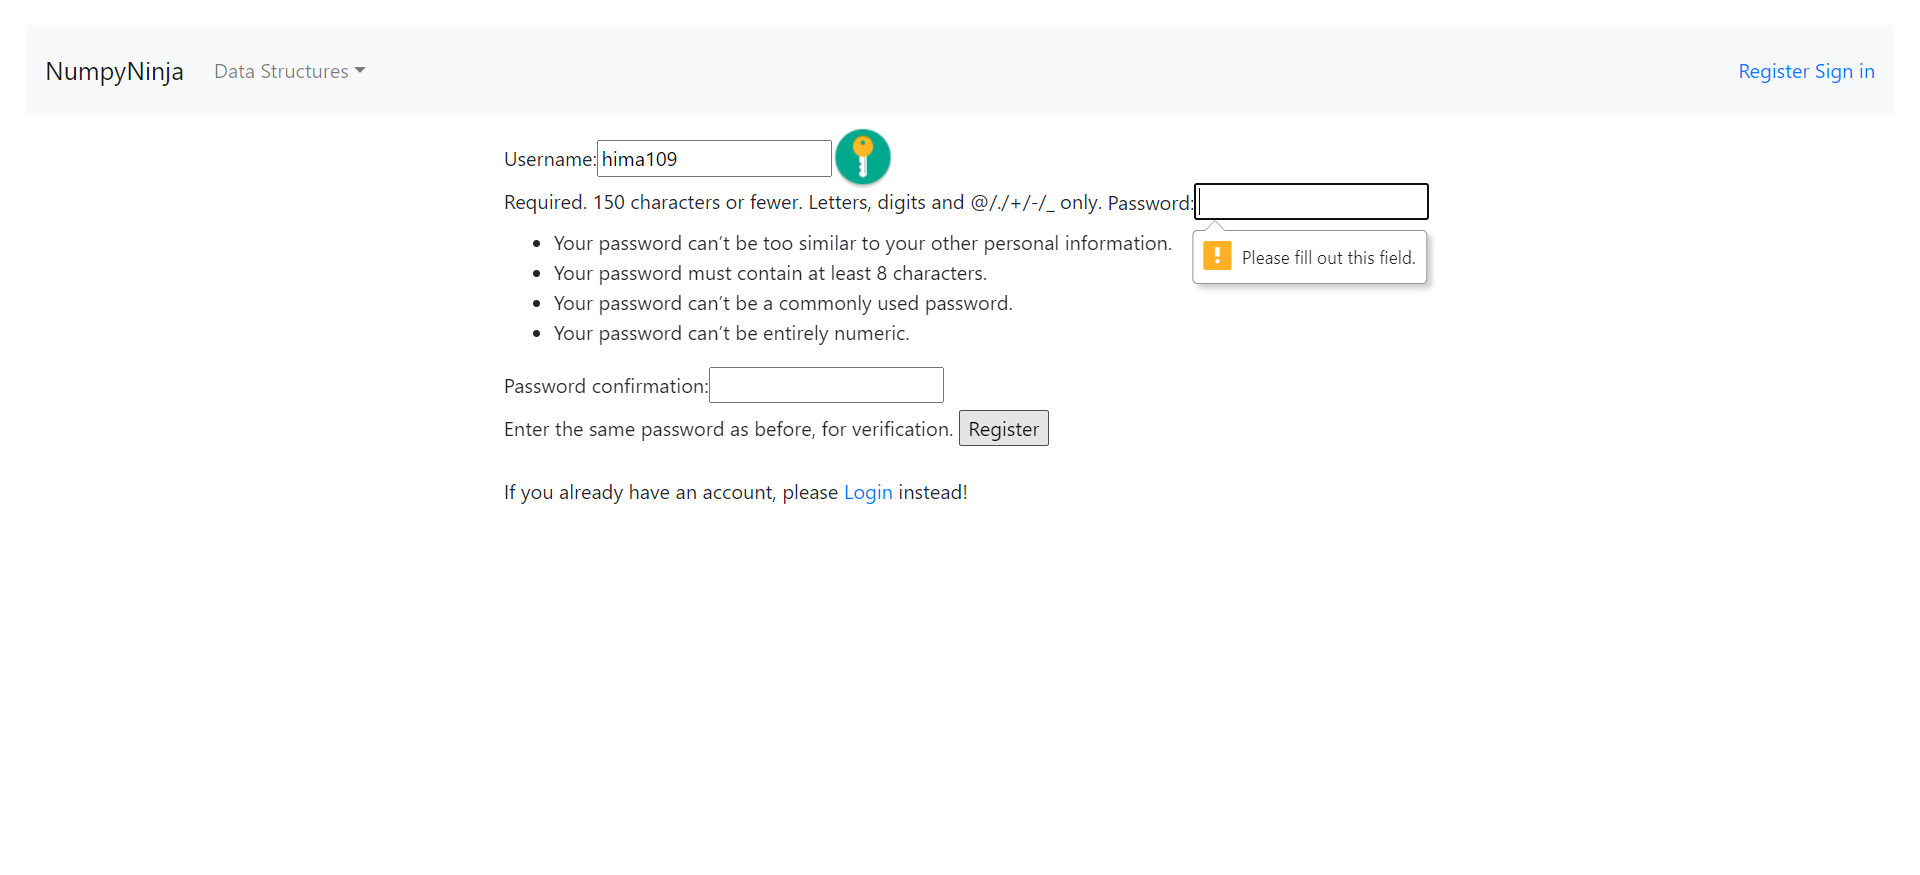 NumpyNinja Data Structures Register Sign in
Username: hima109
Required. 150 characters or fewer. Letters, digits and @/./+/-/_ only. Password:
Please fill out this field.
Your password can’t be too similar to your other personal information.
Your password must contain at least 8 characters.
Your password can’t be a commonly used password.
Your password can’t be entirely numeric.
Password confirmation:
Enter the same password as before, for verification. Register
If you already have an account, please Login instead!